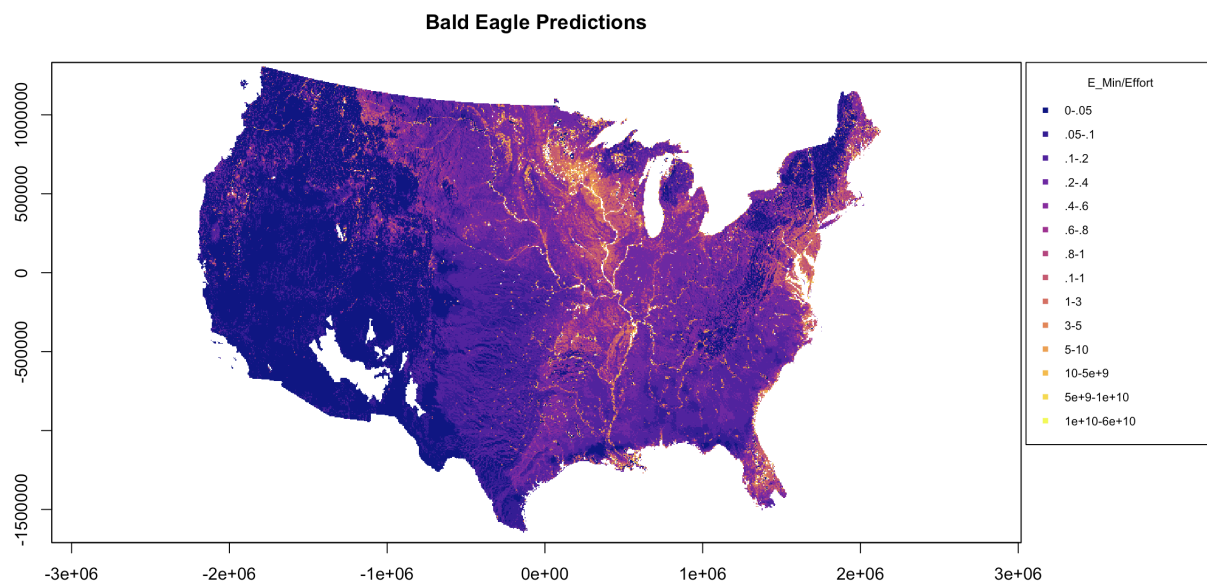 Bald Eagle Predictions
E_Min/Effort
0-.05
.05-.1
.1-.2
.2-.4
.4-.6
.6-.8
.8-1
.1-1
1-3
3-5
5-10
10-5e+9
5e+9-1e+10
1e+10-6e+10
1000000
500000
0
-500000
-1500000
-3e+06
-2e+06
-1e+06
0e+00
1e+06
2e+06
3e+06